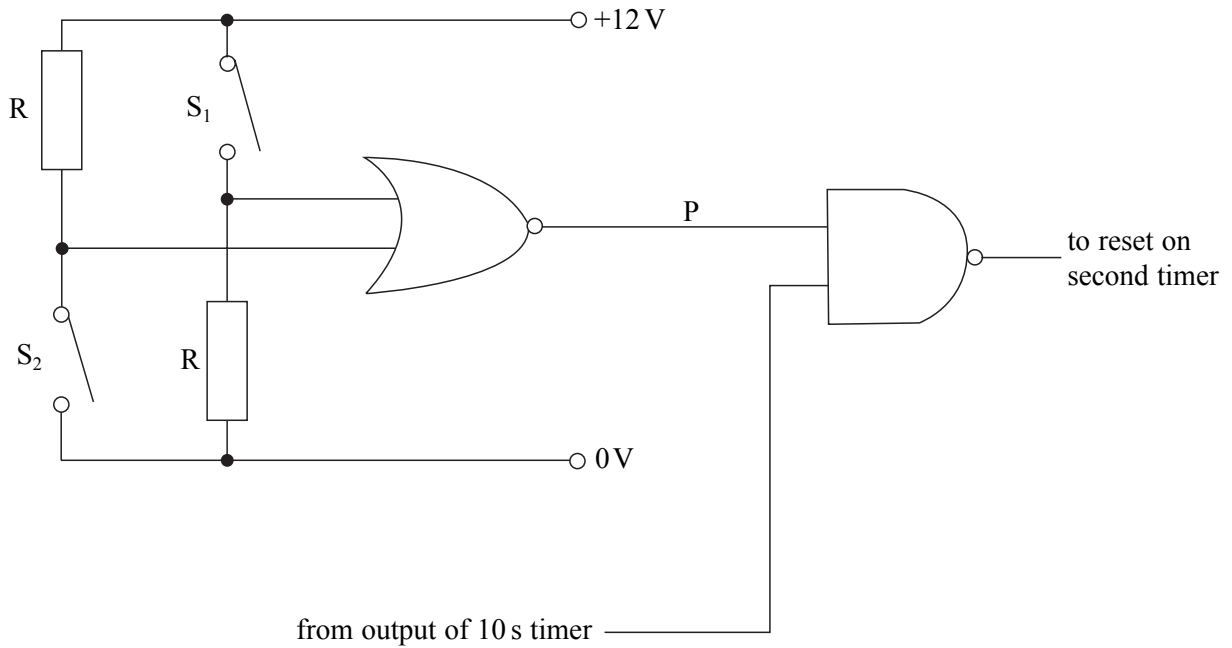 +12 V
R
S₁
P
to reset on
second timer
S₂
R
0 V
from output of 10 s timer